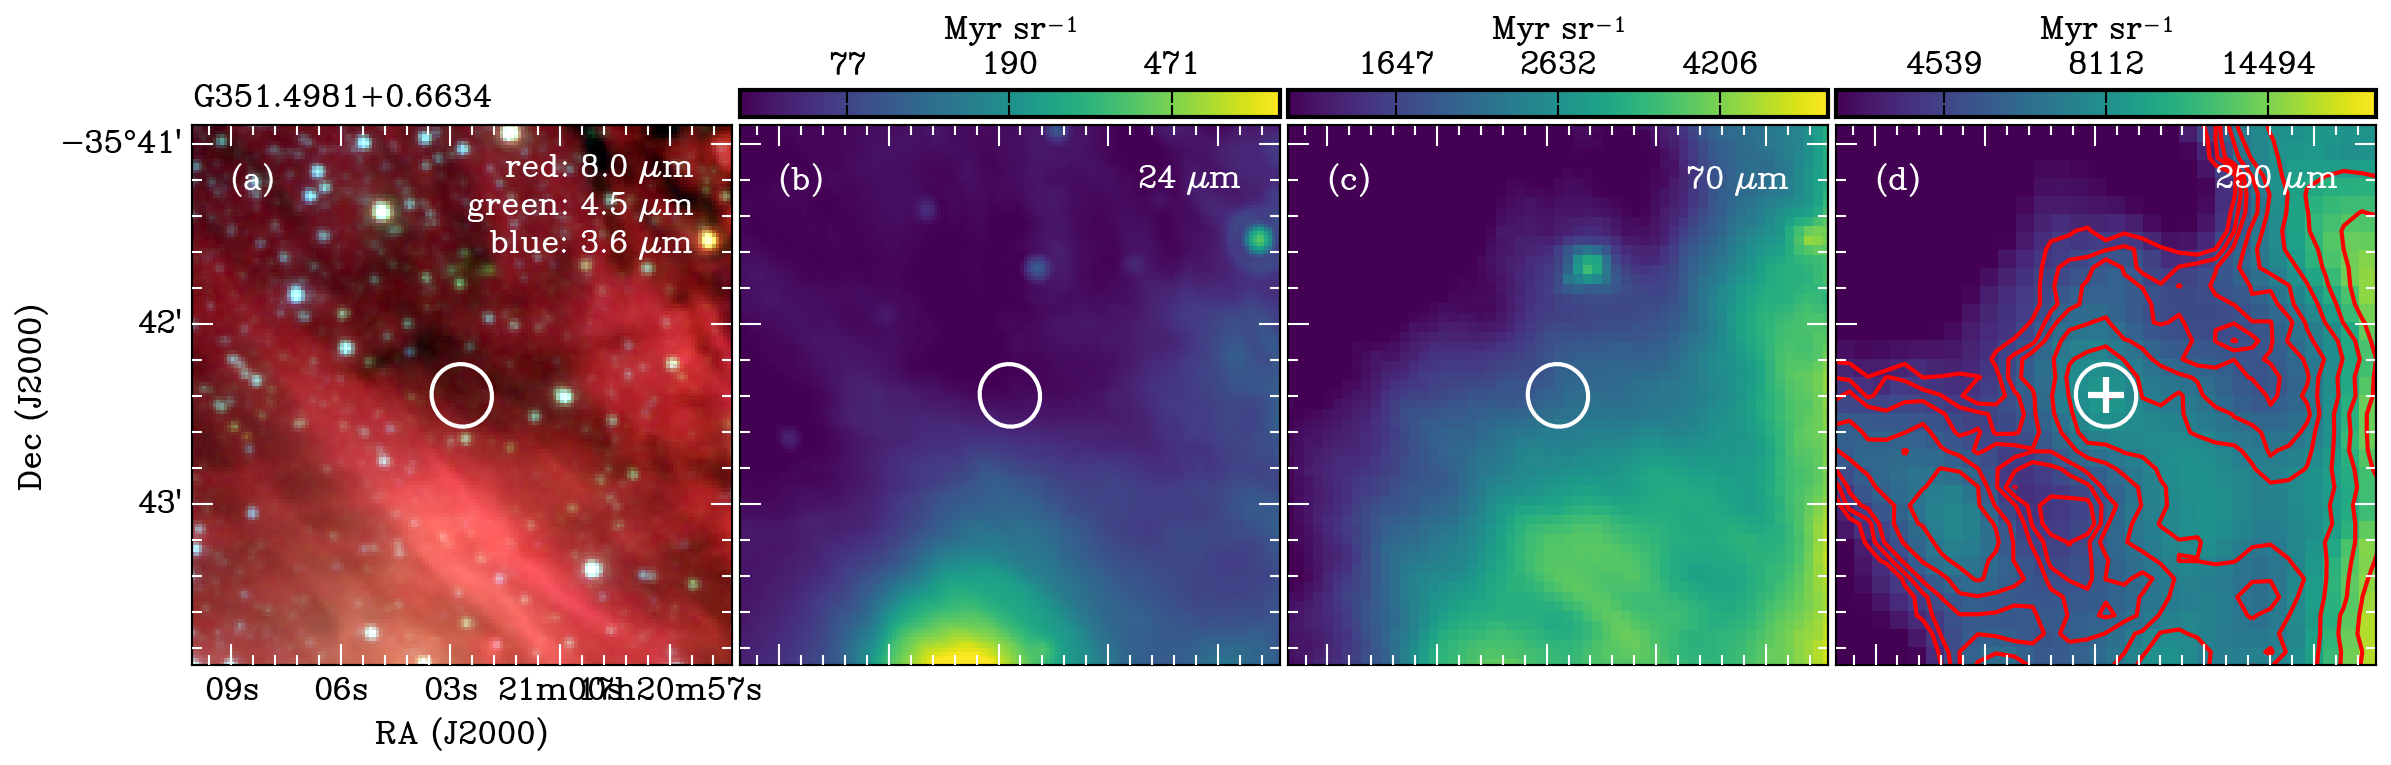 Myr sr⁻¹
77 190 471
Myr sr⁻¹
1647 2632 4206
Myr sr⁻¹
4539 8112 14494
G351.4981+0.6634
(a)
red: 8.0 μm
green: 4.5 μm
blue: 3.6 μm
(b)
24 μm
(c)
70 μm
(d)
250 μm
−35°41'
42'
43'
Dec (J2000)
09s 06s 03s 21m00s 17h20m57s
RA (J2000)